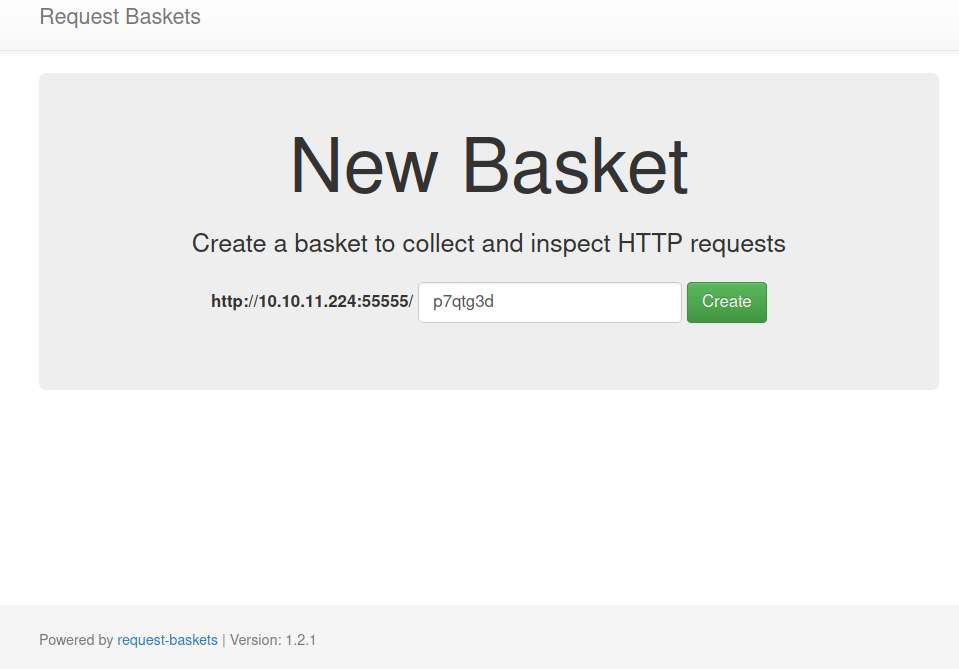 Request Baskets
New Basket
Create a basket to collect and inspect HTTP requests
http://10.10.11.224:55555/ p7qtg3d Create
Powered by request-baskets | Version: 1.2.1